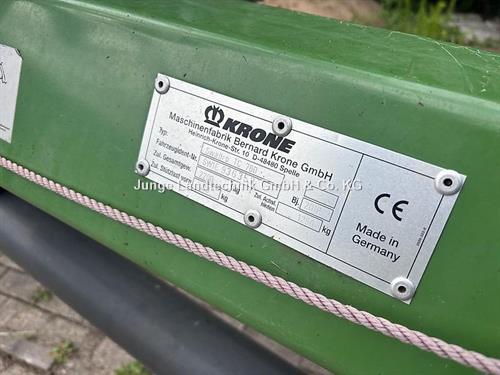 KRONE
Maschinenfabrik Bernard Krone GmbH
Heinrich-Krone-Str. 10 D-48480 Spelle
Typ:
Fahrzeugident-Nr.
Bj.
Zul. Gesamtgew.
kg
Zul. Stützlast vorn
kg
Junge Landtechnik GmbH & Co. KG
CE
Made in
Germany